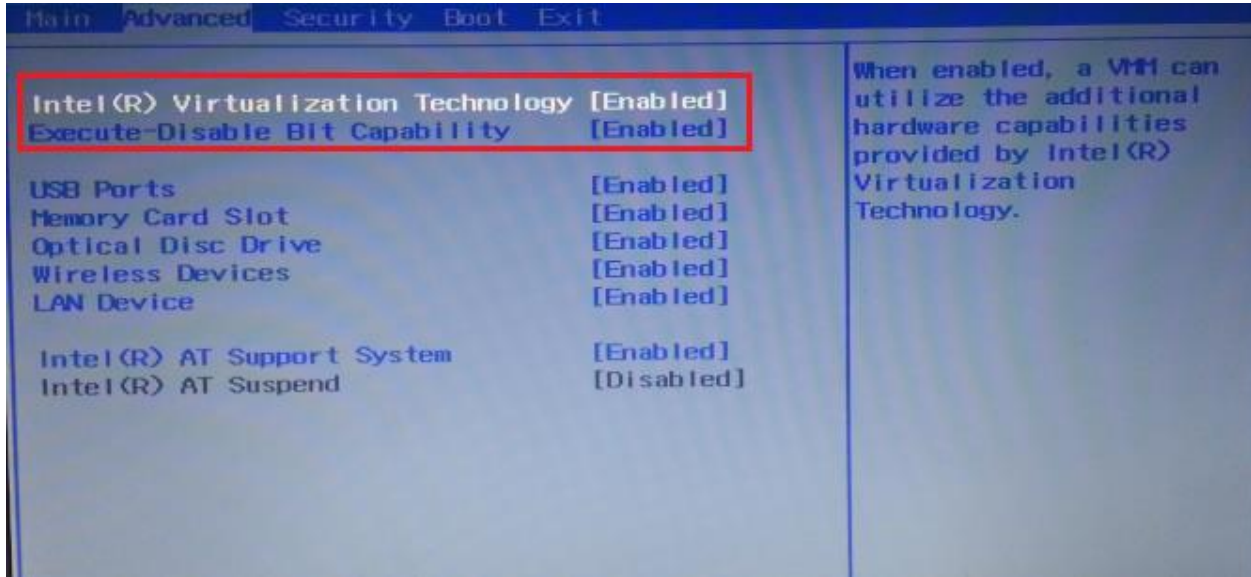 Main Advanced Security Boot Exit
Intel(R) Virtualization Technology [Enabled]
Execute-Disable Bit Capability [Enabled]
USB Ports [Enabled]
Memory Card Slot [Enabled]
Optical Disc Drive [Enabled]
Wireless Devices [Enabled]
LAN Device [Enabled]
Intel(R) AT Support System [Enabled]
Intel(R) AT Suspend [Disabled]
When enabled, a VMM can
utilize the additional
hardware capabilities
provided by Intel(R)
Virtualization
Technology.